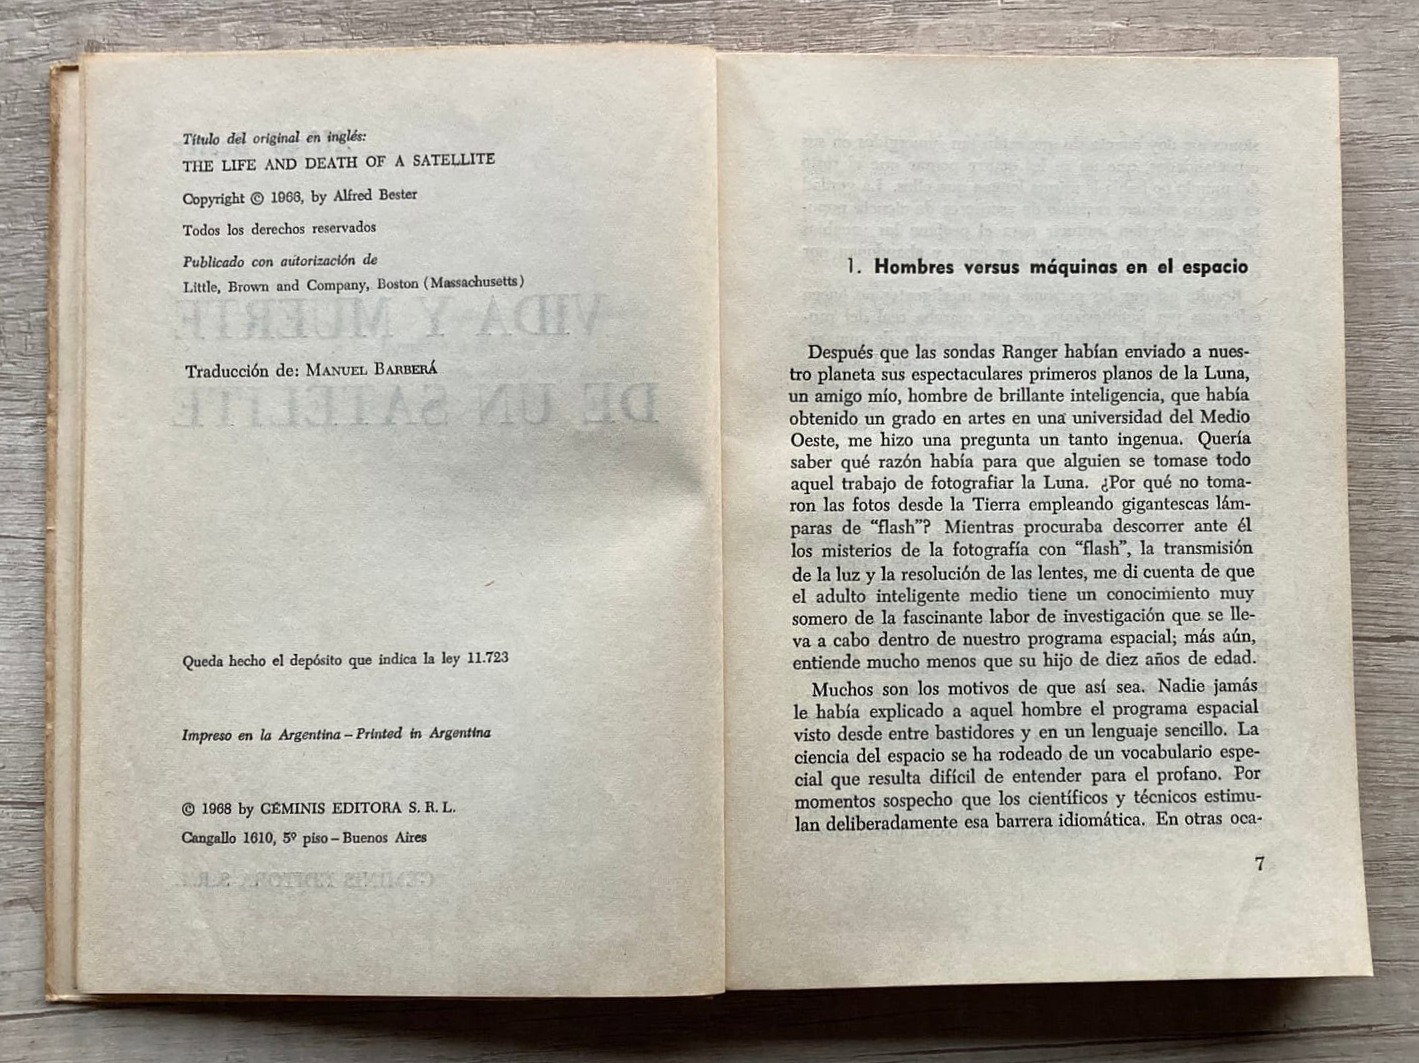 Título del original en inglés:
THE LIFE AND DEATH OF A SATELLITE
Copyright © 1966, by Alfred Bester
Todos los derechos reservados
Publicado con autorización de
Little, Brown and Company, Boston (Massachusetts)
VIDA Y MUERTE
DE UN SATELITE
Traducción de: MANUEL BARBERÁ
Queda hecho el depósito que indica la ley 11.723
Impreso en la Argentina – Printed in Argentina
© 1968 by GÉMINIS EDITORA S. R. L.
Cangallo 1610, 5º piso – Buenos Aires
GÉMINIS EDITORA S.R.L.
1. Hombres versus máquinas en el espacio
Después que las sondas Ranger habían enviado a nues-
tro planeta sus espectaculares primeros planos de la Luna,
un amigo mío, hombre de brillante inteligencia, que había
obtenido un grado en artes en una universidad del Medio
Oeste, me hizo una pregunta un tanto ingenua. Quería
saber qué razón había para que alguien se tomase todo
aquel trabajo de fotografiar la Luna. ¿Por qué no toma-
ron las fotos desde la Tierra empleando gigantescas lám-
paras de “flash”? Mientras procuraba descorrer ante él
los misterios de la fotografía con “flash”, la transmisión
de la luz y la resolución de las lentes, me di cuenta de que
el adulto inteligente medio tiene un conocimiento muy
somero de la fascinante labor de investigación que se lle-
va a cabo dentro de nuestro programa espacial; más aún,
entiende mucho menos que su hijo de diez años de edad.
Muchos son los motivos de que así sea. Nadie jamás
le había explicado a aquel hombre el programa espacial
visto desde entre bastidores y en un lenguaje sencillo. La
ciencia del espacio se ha rodeado de un vocabulario espe-
cial que resulta difícil de entender para el profano. Por
momentos sospecho que los científicos y técnicos estimu-
lan deliberadamente esa barrera idiomática. En otras oca-
7